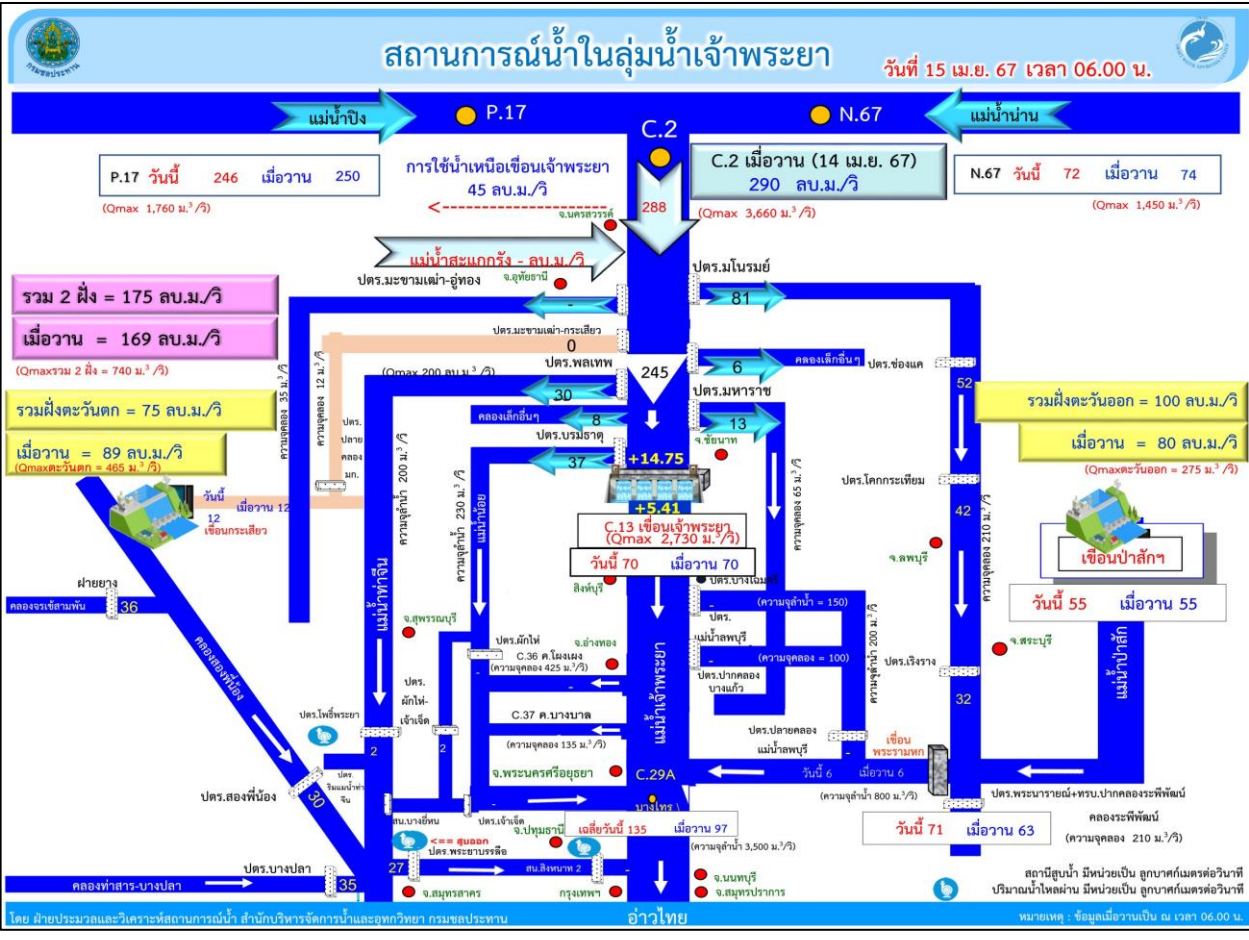 สถานการณ์น้ำในลุ่มน้ำเจ้าพระยา
วันที่ 15 เม.ย. 67 เวลา 06.00 น.
กรมชลประทาน
แม่น้ำปิง
P.17
C.2
N.67
แม่น้ำน่าน
P.17 วันนี้ 246 เมื่อวาน 250
(Qmax 1,760 ม.³/วิ)
การใช้น้ำเหนือเขื่อนเจ้าพระยา
45 ลบ.ม./วิ
จ.นครสวรรค์
288
C.2 เมื่อวาน (14 เม.ย. 67)
290 ลบ.ม./วิ
(Qmax 3,660 ม.³/วิ)
N.67 วันนี้ 72 เมื่อวาน 74
(Qmax 1,450 ม.³/วิ)
แม่น้ำสะแกกรัง - ลบ.ม./วิ
ปตร.มะขามเฒ่า-อู่ทอง
จ.อุทัยธานี
ปตร.มโนรมย์
-
81
รวม 2 ฝั่ง = 175 ลบ.ม./วิ
เมื่อวาน = 169 ลบ.ม./วิ
(Qmaxรวม 2 ฝั่ง = 740 ม.³/วิ)
ปตร.มะขามเฒ่า-กระเสียว
0
ปตร.พลเทพ
(Qmax 200 ลบ.ม./วิ)
245
6
คลองเล็กอื่นๆ
ปตร.ช่องแค
52
รวมฝั่งตะวันตก = 75 ลบ.ม./วิ
เมื่อวาน = 89 ลบ.ม./วิ
(Qmaxตะวันตก = 465 ม.³/วิ)
ความจุคลอง 35 ม.³/วิ
ความจุคลอง 12 ม.³/วิ
ปตร.
ปลาย
คลอง
มก.
30
คลองเล็กอื่นๆ
8
ปตร.บรมธาตุ
37
ปตร.มหาราช
13
จ.ชัยนาท
รวมฝั่งตะวันออก = 100 ลบ.ม./วิ
เมื่อวาน = 80 ลบ.ม./วิ
(Qmaxตะวันออก = 275 ม.³/วิ)
+14.75
+5.41
C.13 เขื่อนเจ้าพระยา
(Qmax 2,730 ม.³/วิ)
วันนี้ 70 เมื่อวาน 70
วันนี้
12
เมื่อวาน 12
เขื่อนกระเสียว
ความจุลำน้ำ 200 ม.³/วิ
ความจุลำน้ำ 230 ม.³/วิ
แม่น้ำน้อย
แม่น้ำท่าจีน
ความจุคลอง 65 ม.³/วิ
ปตร.โคกกระเทียม
42
ความจุคลอง 210 ม.³/วิ
จ.ลพบุรี
เขื่อนป่าสักฯ
วันนี้ 55 เมื่อวาน 55
แม่น้ำป่าสัก
ฝายยาง
คลองจรเข้สามพัน
36
คลองสองพี่น้อง
จ.สุพรรณบุรี
สิงห์บุรี
ปตร.บางโฉมศรี
-
(ความจุลำน้ำ = 150)
ปตร.
แม่น้ำลพบุรี
-
(ความจุคลอง = 100)
ปตร.ปากคลอง
บางแก้ว
ความจุลำน้ำ 200 ม.³/วิ
จ.สระบุรี
ปตร.เริงราง
32
ปตร.ผักไห่
จ.อ่างทอง
C.36 ค.โผงเผง
(ความจุคลอง 425 ม.³/วิ)
-
ปตร.
ผักไห่-
เจ้าเจ็ด
2
C.37 ค.บางบาล
-
(ความจุคลอง 135 ม.³/วิ)
แม่น้ำเจ้าพระยา
ปตร.ปลายคลอง
แม่น้ำลพบุรี
-
เขื่อน
พระรามหก
ปตร.โพธิ์พระยา
2
ปตร.
ริมแม่น้ำท่า
จีน
จ.พระนครศรีอยุธยา
C.29A
บางไทร
วันนี้ 6 เมื่อวาน 6
(ความจุลำน้ำ 800 ม.³/วิ)
ปตร.พระนารายณ์+ทรบ.ปากคลองระพีพัฒน์
คลองระพีพัฒน์
(ความจุคลอง 210 ม.³/วิ)
วันนี้ 71 เมื่อวาน 63
ปตร.สองพี่น้อง
30
สน.บางยี่หน
ปตร.เจ้าเจ็ด
จ.ปทุมธานี
เฉลี่ยวันนี้ 135 เมื่อวาน 97
(ความจุลำน้ำ 3,500 ม.³/วิ)
<== สูบออก
ปตร.พระยาบรรลือ
27
สน.สิงหนาท 2
ปตร.บางปลา
คลองท่าสาร-บางปลา
35
จ.สมุทรสาคร
กรุงเทพฯ
จ.นนทบุรี
จ.สมุทรปราการ
สถานีสูบน้ำ มีหน่วยเป็น ลูกบาศก์เมตรต่อวินาที
ปริมาณน้ำไหลผ่าน มีหน่วยเป็น ลูกบาศก์เมตรต่อวินาที
โดย ฝ่ายประมวลและวิเคราะห์สถานการณ์น้ำ สำนักบริหารจัดการน้ำและอุทกวิทยา กรมชลประทาน
อ่าวไทย
หมายเหตุ : ข้อมูลเมื่อวานเป็น ณ เวลา 06.00 น.